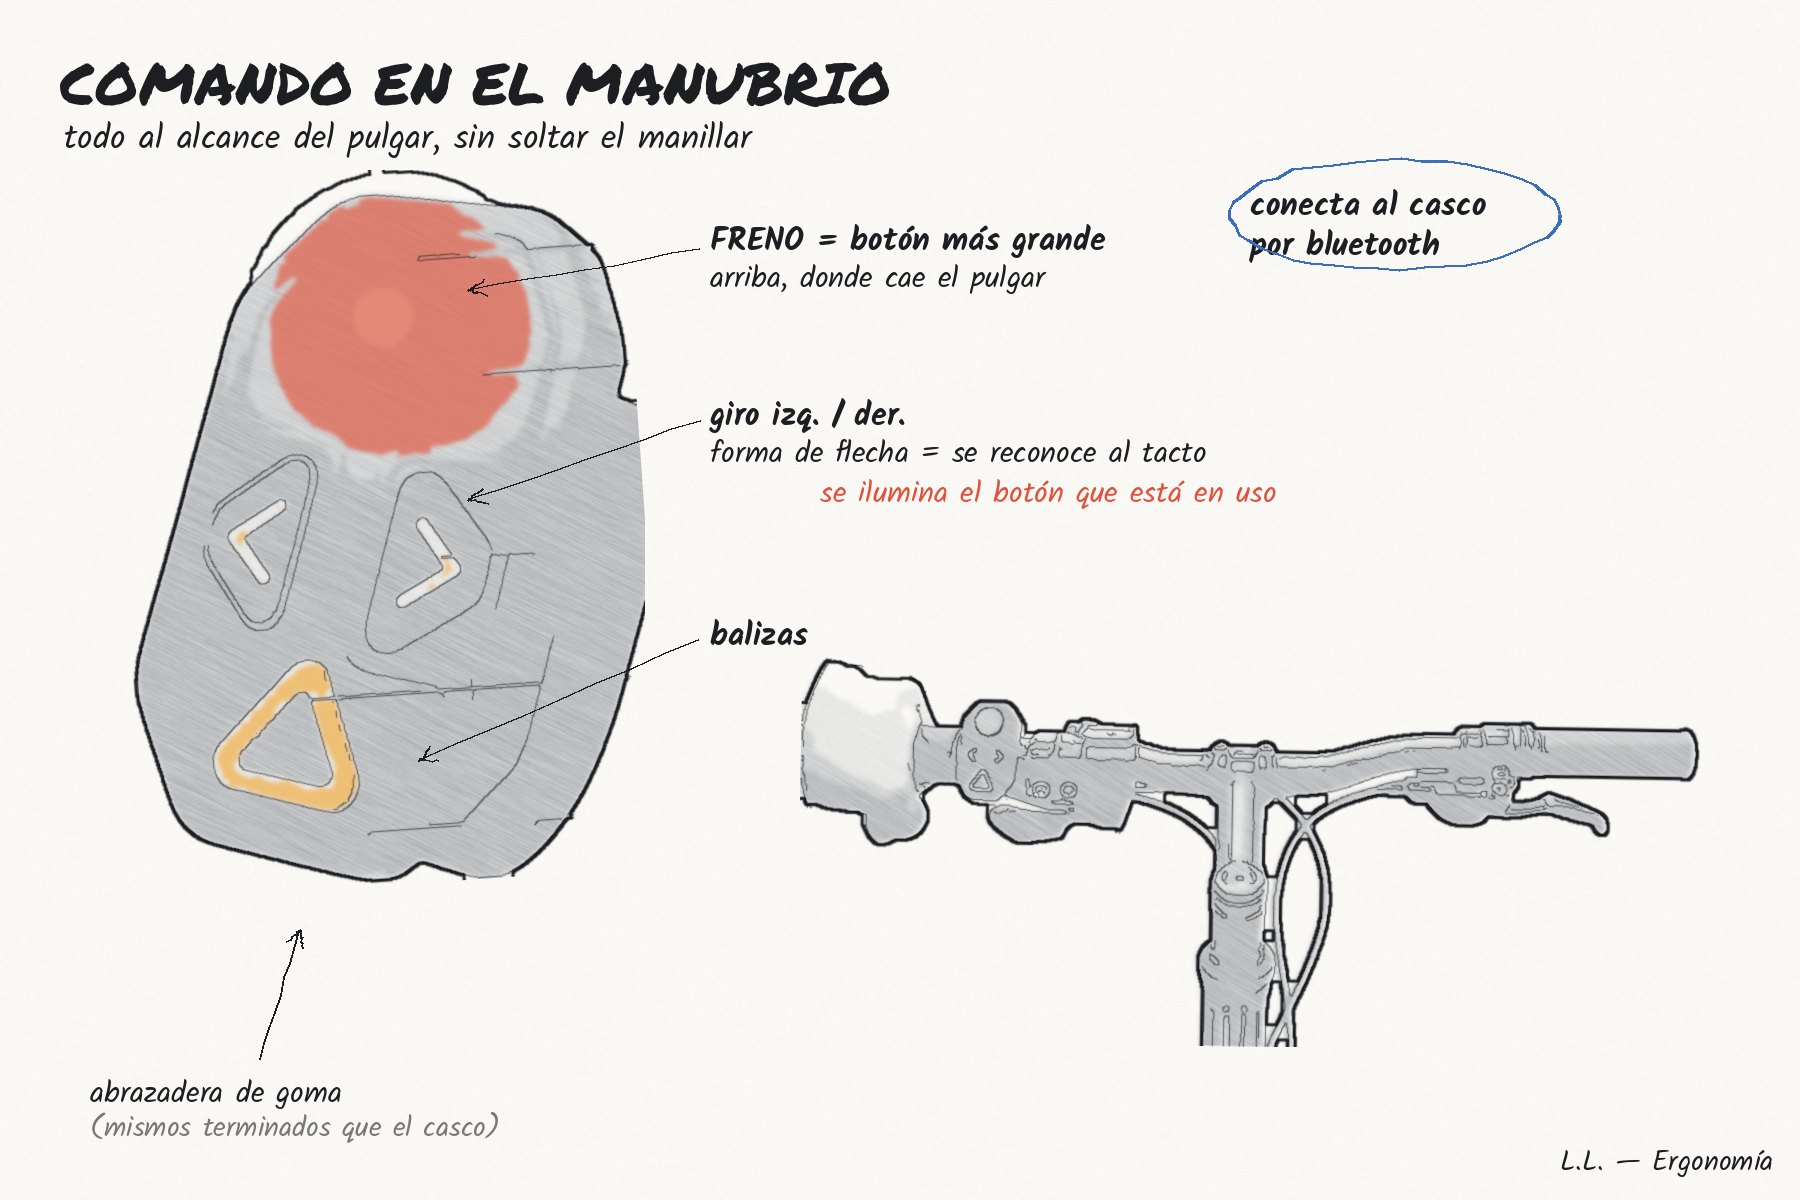 COMANDO EN EL MANUBRIO
todo al alcance del pulgar, sin soltar el manillar
conecta al casco
por bluetooth
FRENO = botón más grande
arriba, donde cae el pulgar
giro izq. / der.
forma de flecha = se reconoce al tacto
se ilumina el botón que está en uso
balizas
abrazadera de goma
(mismos terminados que el casco)
L.L. — Ergonomía